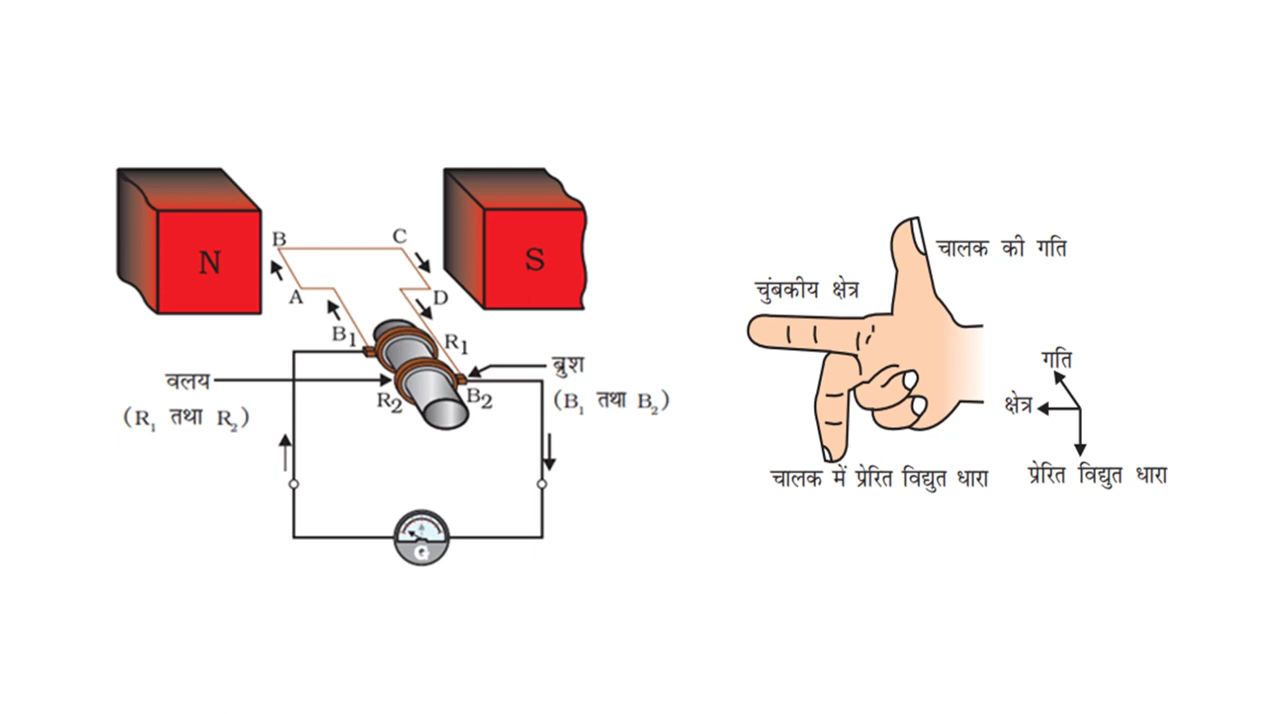 N
S
B
C
A
D
B1
R1
वलय
(R1 तथा R2)
R2
B2
ब्रुश
(B1 तथा B2)
G
चालक की गति
चुंबकीय क्षेत्र
चालक में प्रेरित विद्युत धारा
गति
क्षेत्र
प्रेरित विद्युत धारा